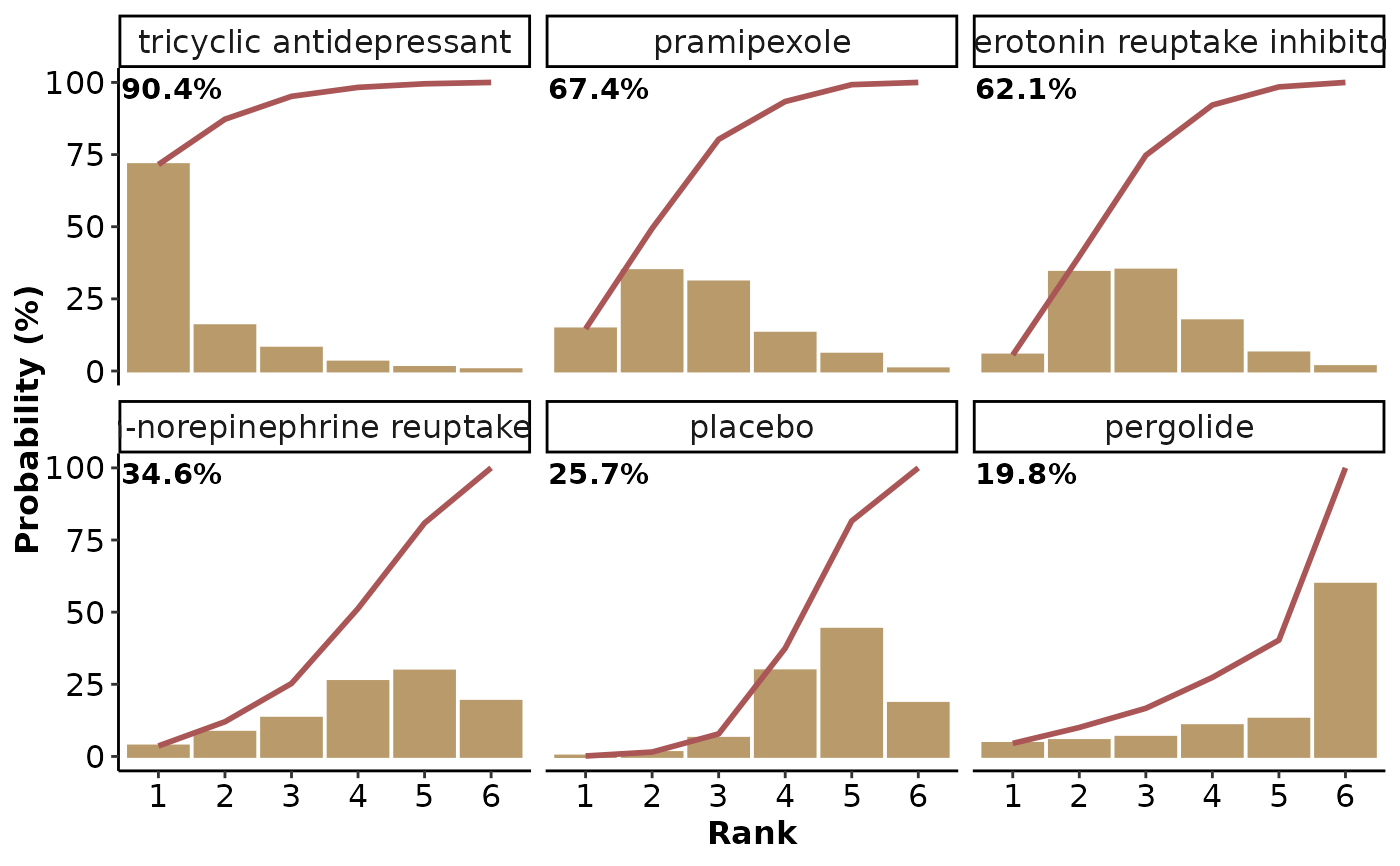 tricyclic antidepressant
pramipexole
erotonin reuptake inhibito
90.4%
67.4%
62.1%
100
75
50
25
0
-norepinephrine reuptake
placebo
pergolide
34.6%
25.7%
19.8%
100
75
50
25
0
1 2 3 4 5 6
1 2 3 4 5 6
1 2 3 4 5 6
Rank
Probability (%)